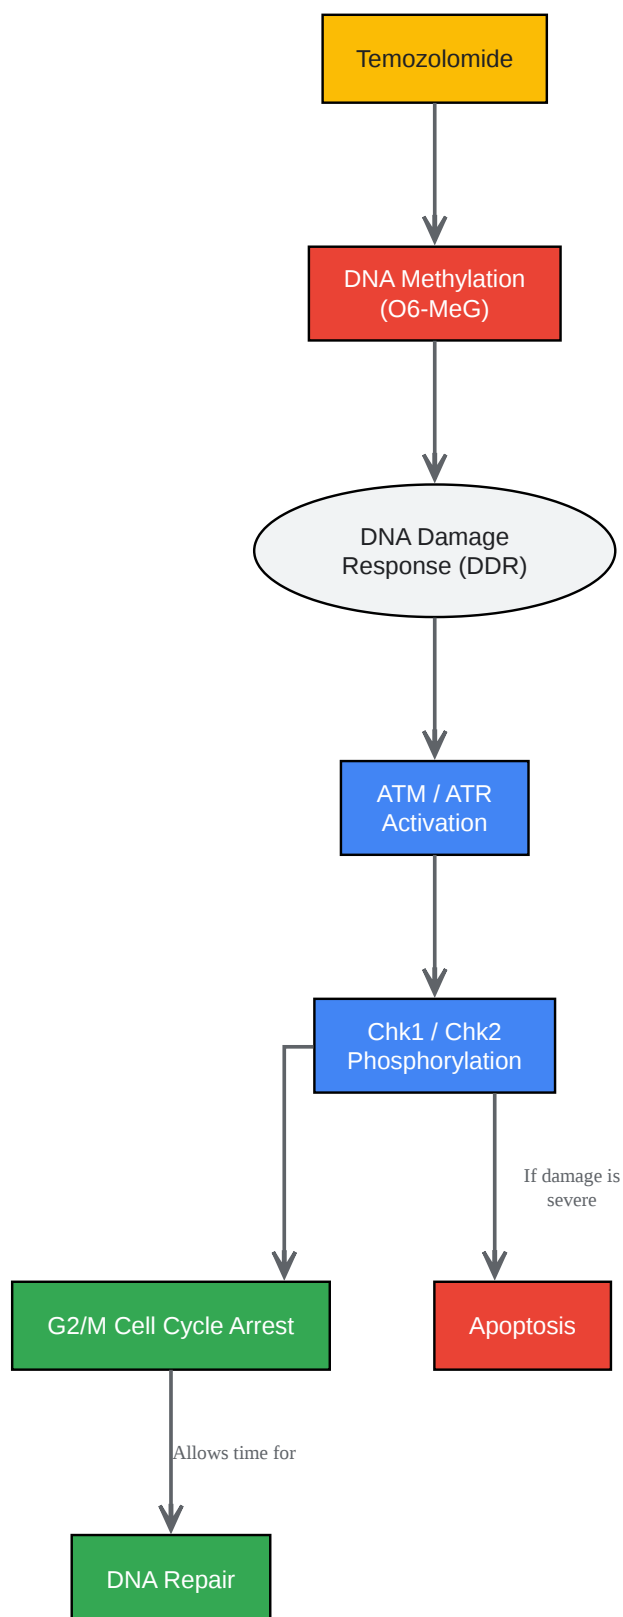 Temozolomide
DNA Methylation
(O6-MeG)
DNA Damage
Response (DDR)
ATM / ATR
Activation
Chk1 / Chk2
Phosphorylation
If damage is
severe
G2/M Cell Cycle Arrest
Apoptosis
Allows time for
DNA Repair